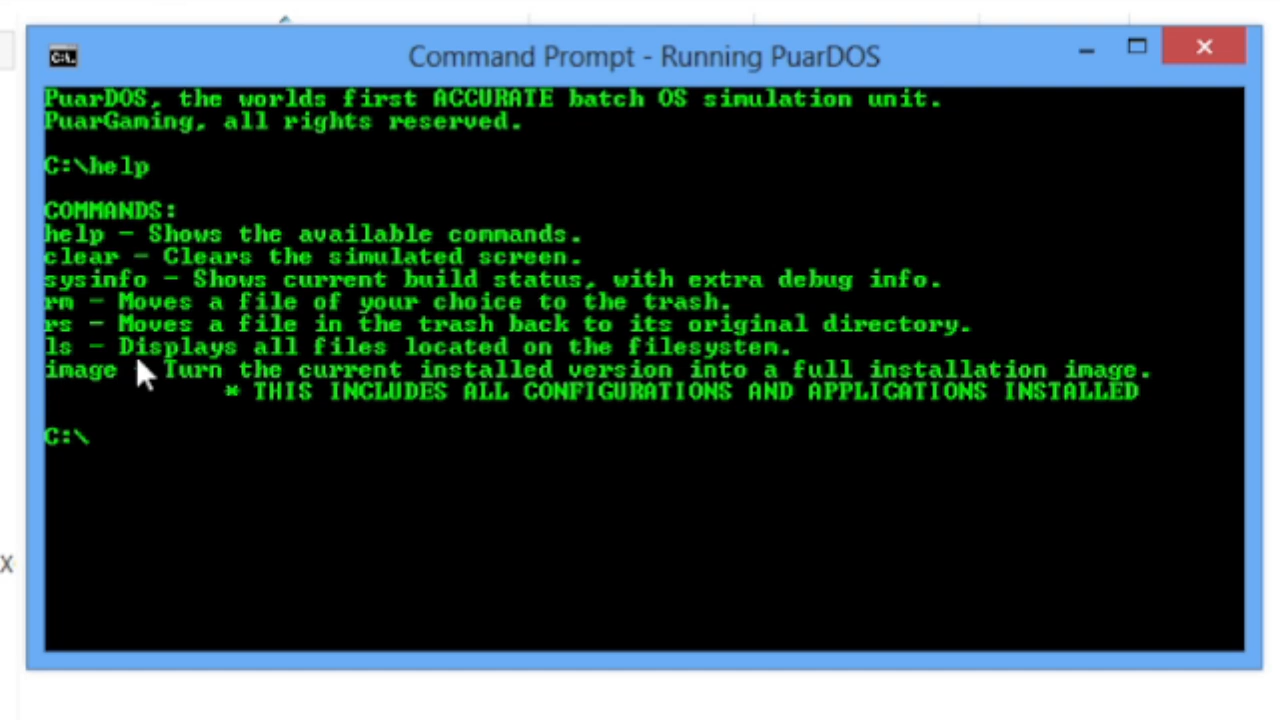 C:\.
Command Prompt - Running PuarDOS
PuarDOS, the worlds first ACCURATE batch OS simulation unit.
PuarGaming, all rights reserved.
C:\help
COMMANDS:
help - Shows the available commands.
clear - Clears the simulated screen.
sysinfo - Shows current build status, with extra debug info.
rm - Moves a file of your choice to the trash.
rs - Moves a file in the trash back to its original directory.
ls - Displays all files located on the filesystem.
image - Turn the current installed version into a full installation image.
* THIS INCLUDES ALL CONFIGURATIONS AND APPLICATIONS INSTALLED
C:\
x